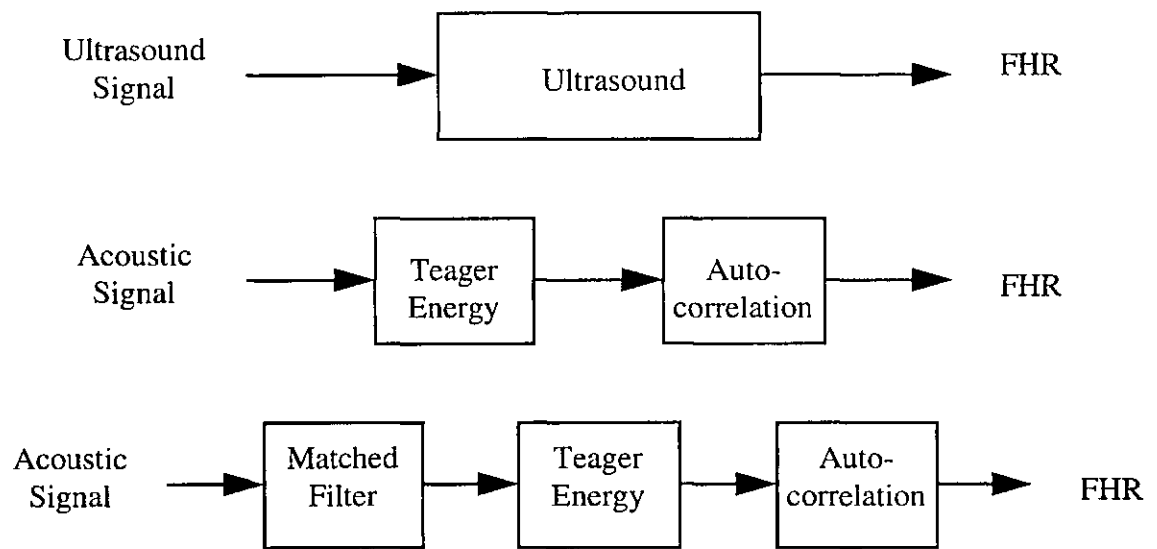 Ultrasound
Signal
Ultrasound
FHR
Acoustic
Signal
Teager
Energy
Auto-
correlation
FHR
Acoustic
Signal
Matched
Filter
Teager
Energy
Auto-
correlation
FHR